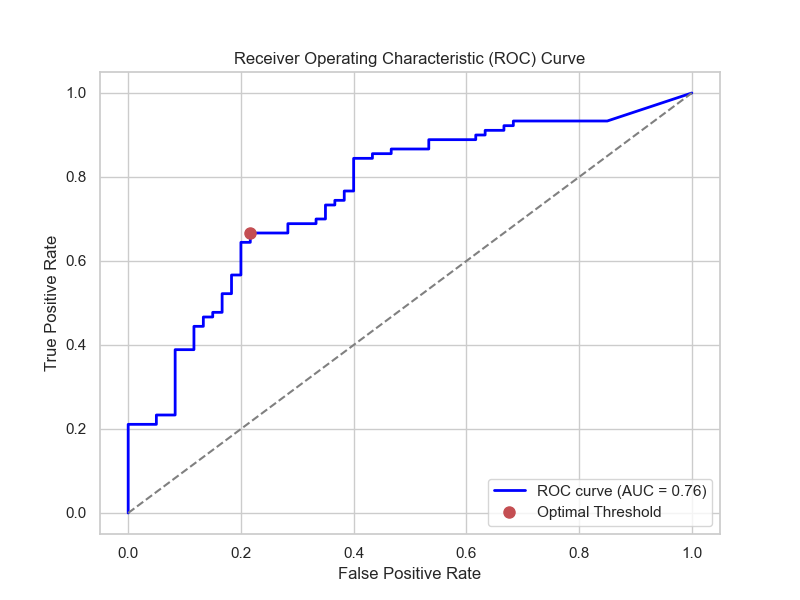 Receiver Operating Characteristic (ROC) Curve
True Positive Rate
1.0
0.8
0.6
0.4
0.2
0.0
ROC curve (AUC = 0.76)
Optimal Threshold
0.0 0.2 0.4 0.6 0.8 1.0
False Positive Rate